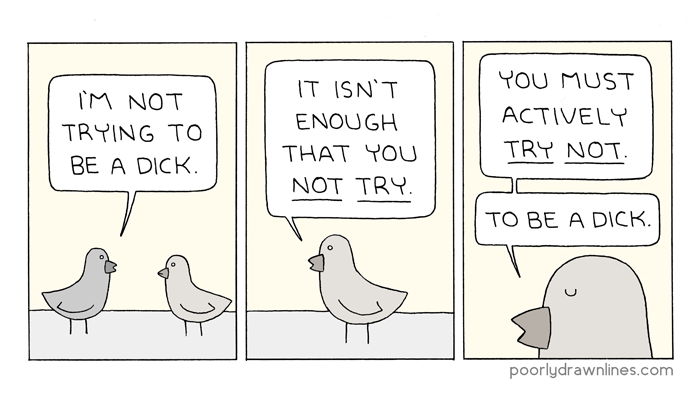 I'M NOT
TRYING TO
BE A DICK.
IT ISN'T
ENOUGH
THAT YOU
NOT TRY.
YOU MUST
ACTIVELY
TRY NOT.
TO BE A DICK.
poorlydrawnlines.com